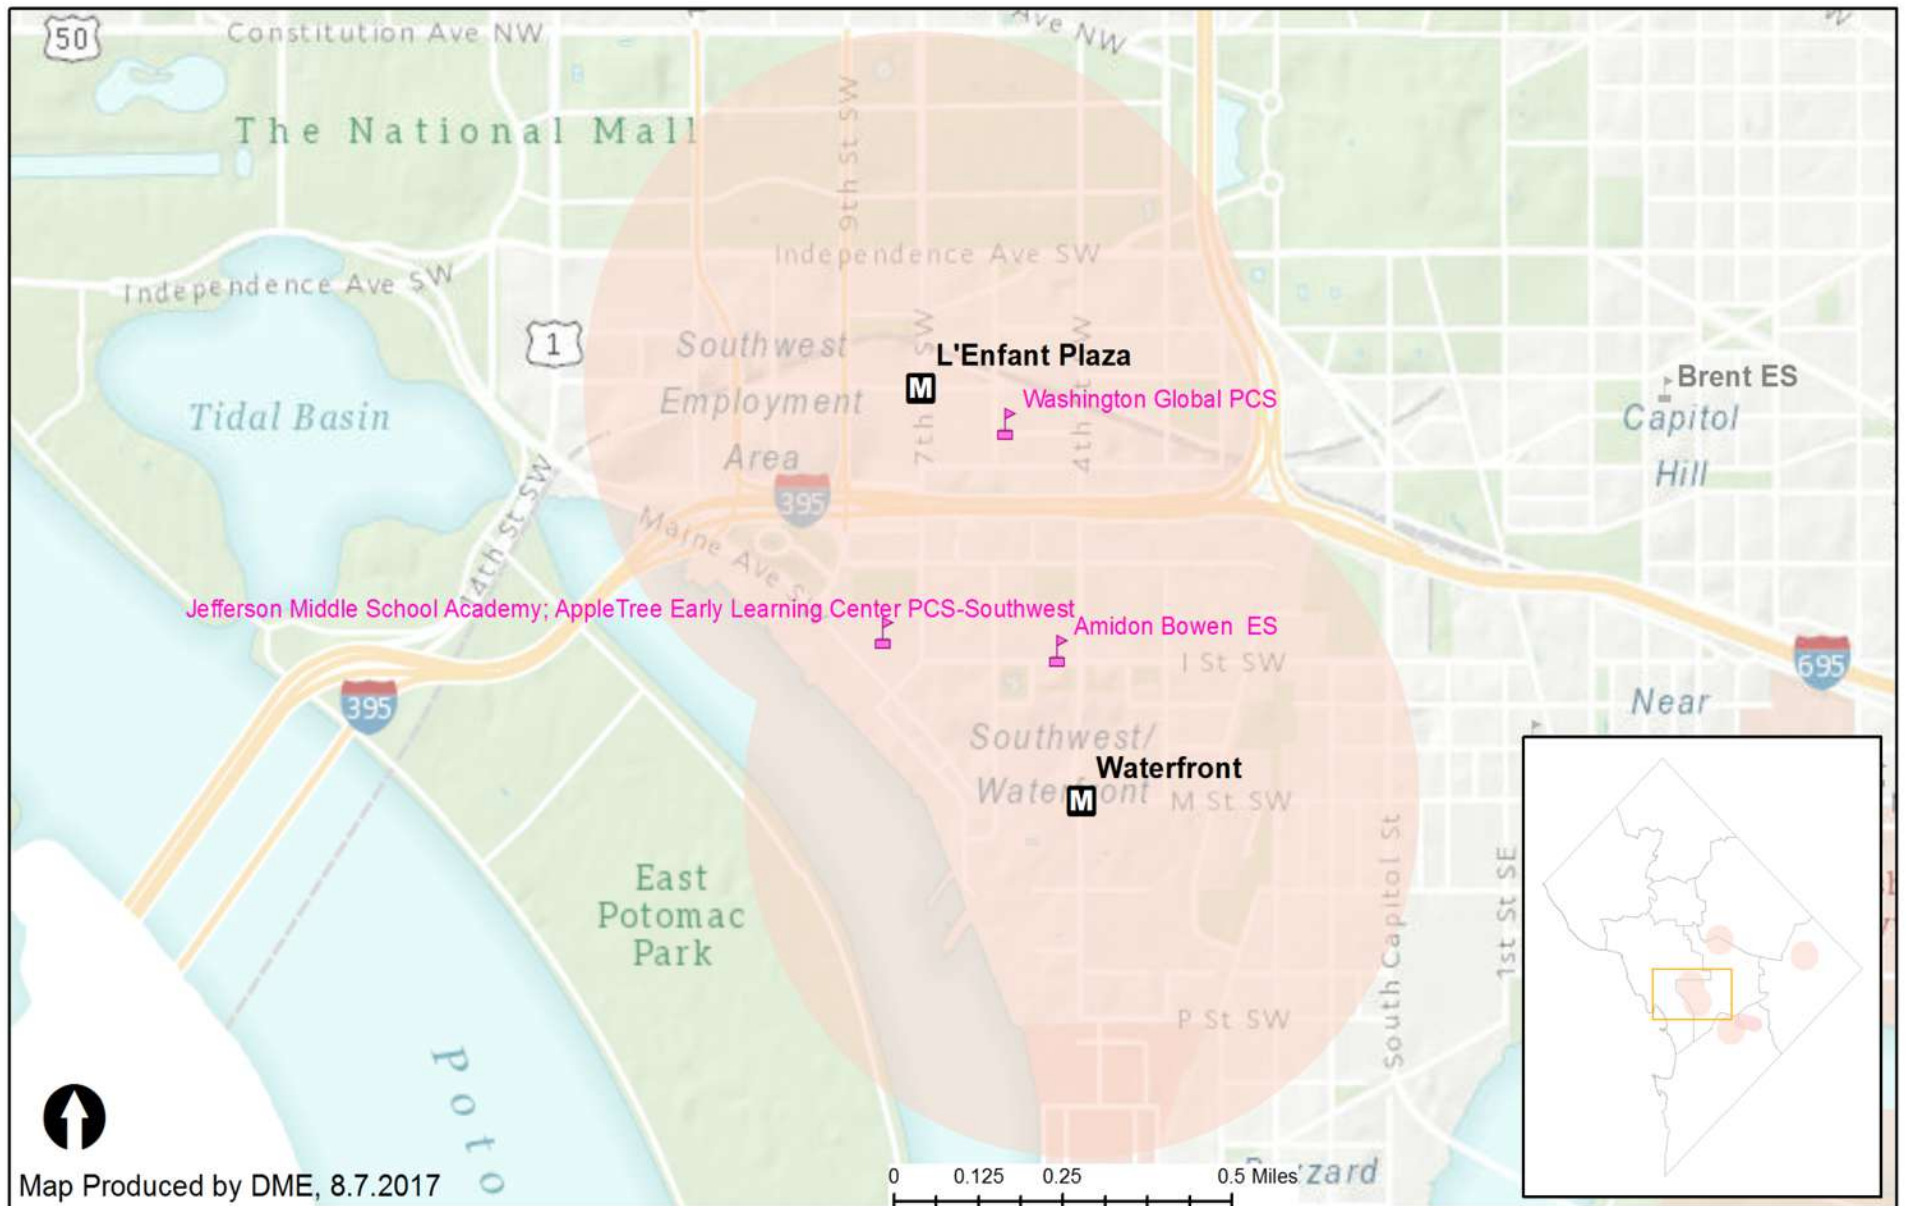 50
Constitution Ave NW
Ave NW
The National Mall
9th St SW
Independence Ave SW
Independence Ave SW
1
Southwest
Employment
Area
7th St SW
L'Enfant Plaza
M
4th St SW
Washington Global PCS
Brent ES
Capitol
Hill
Tidal Basin
14th St SW
395
Maine Ave S
Jefferson Middle School Academy; AppleTree Early Learning Center PCS-Southwest
Amidon Bowen ES
I St SW
695
Near
395
Southwest/
Waterfront
Waterfront
M
M St SW
South Capitol St
1st St SE
East
Potomac
Park
P St SW
Poto
Map Produced by DME, 8.7.2017
0 0.125 0.25 0.5 Miles